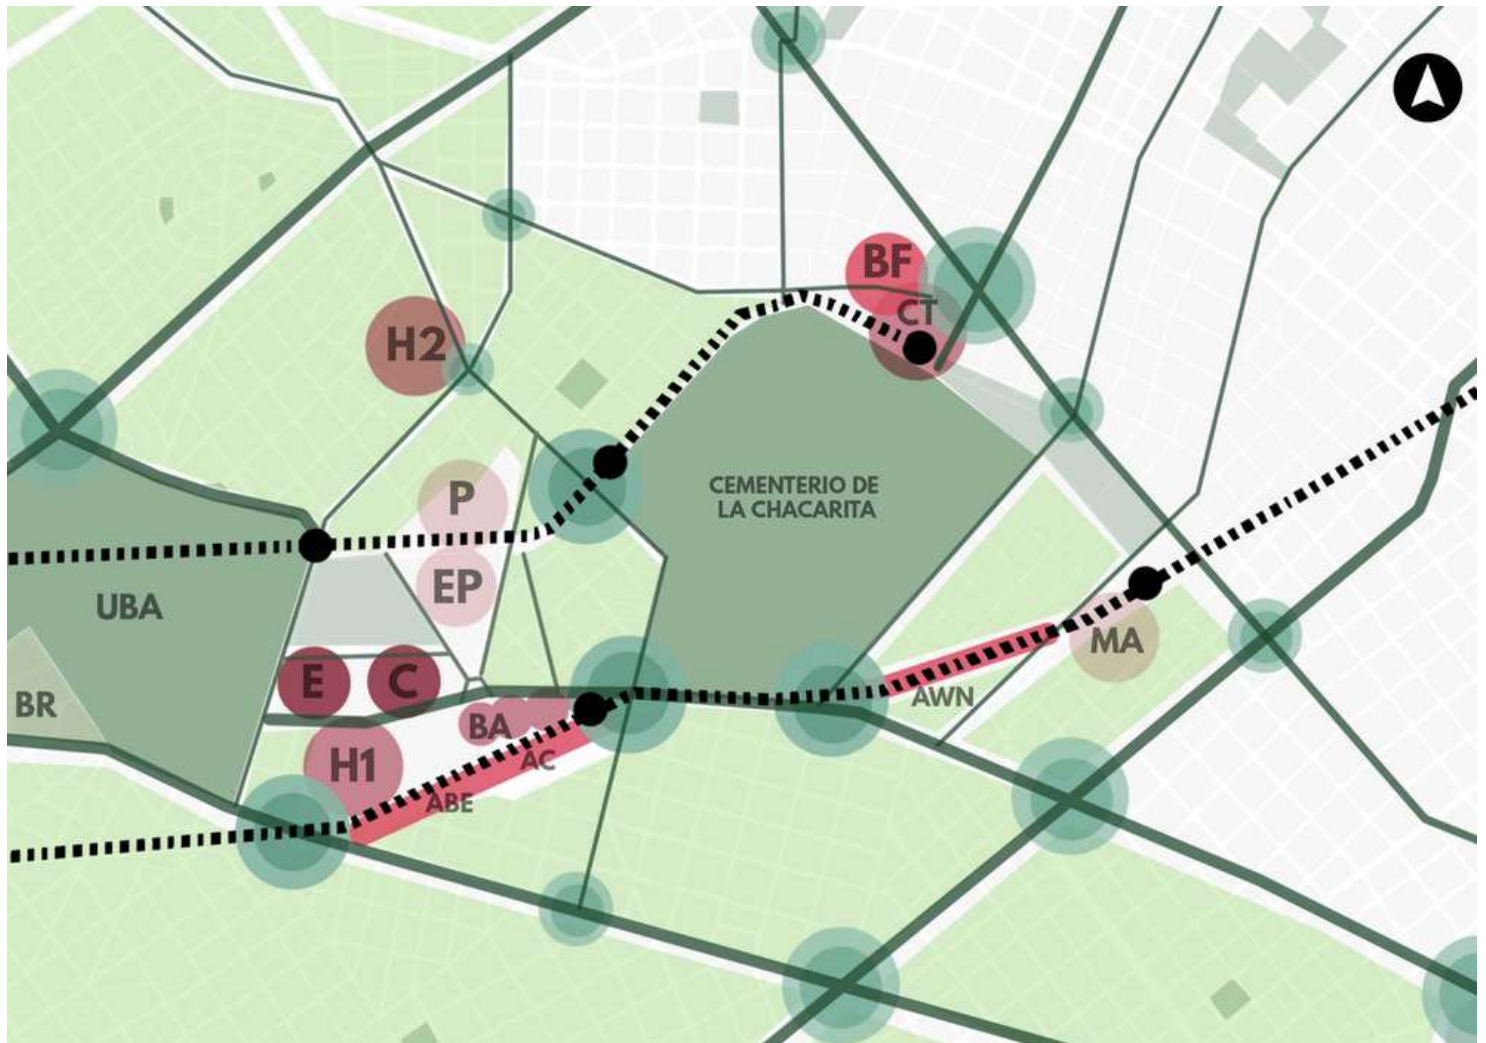 BF
CT
H2
P
CEMENTERIO DE
LA CHACARITA
EP
UBA
MA
E
C
BR
AWN
BA
H1
AC
ABE